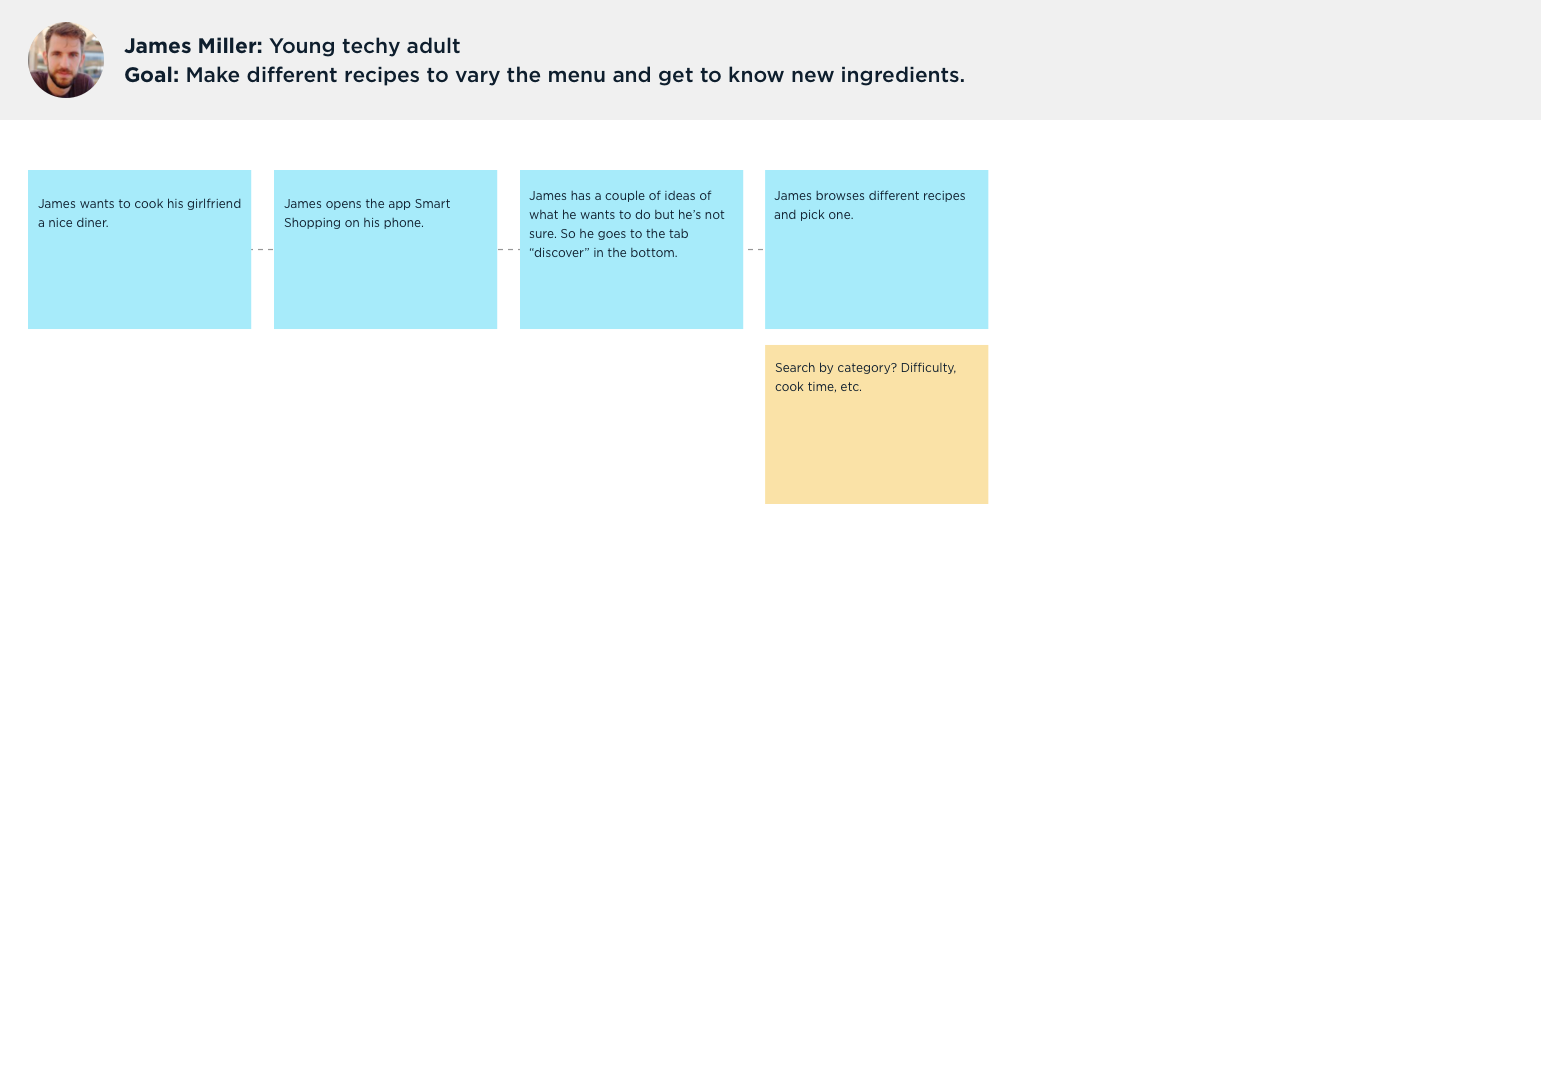 James Miller: Young techy adult
Goal: Make different recipes to vary the menu and get to know new ingredients.
James wants to cook his girlfriend
a nice diner.
James opens the app Smart
Shopping on his phone.
James has a couple of ideas of
what he wants to do but he’s not
sure. So he goes to the tab
“discover” in the bottom.
James browses different recipes
and pick one.
Search by category? Difficulty,
cook time, etc.